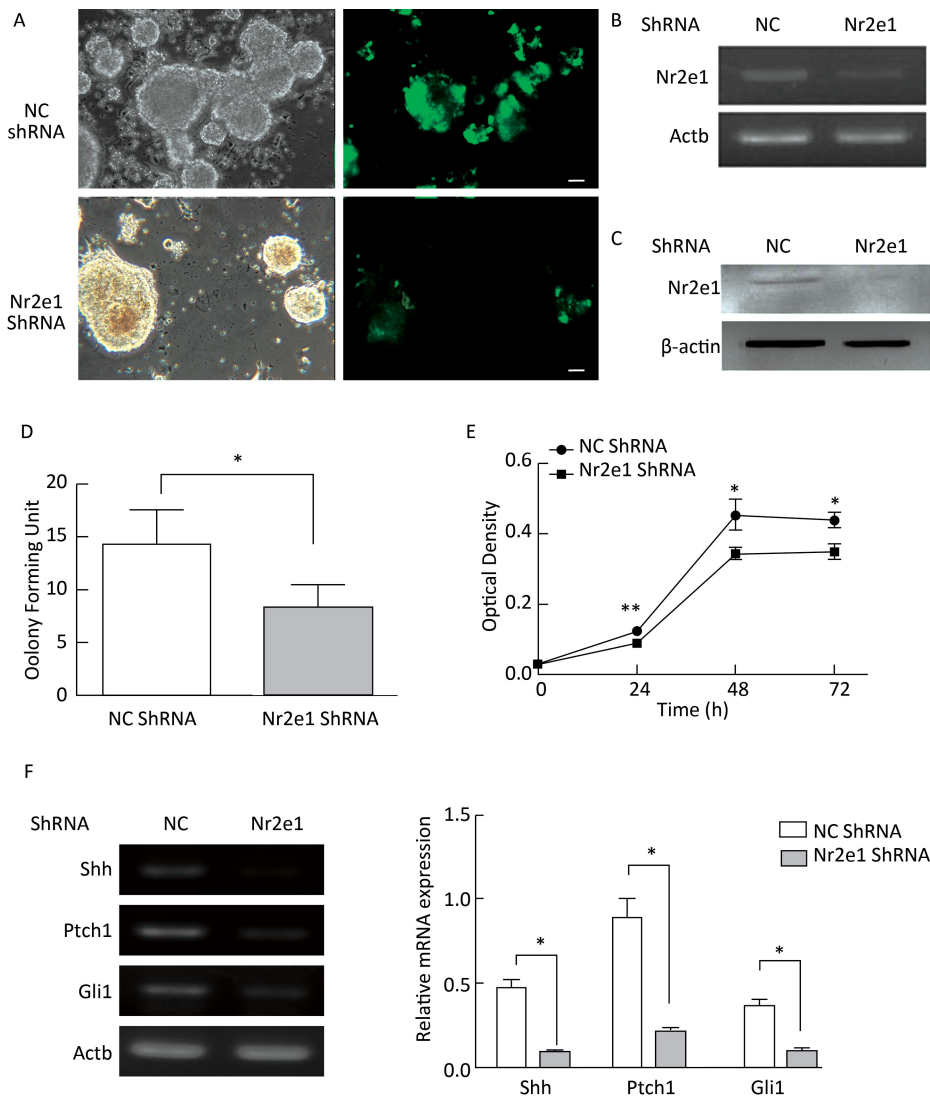 A
NC
shRNA
Nr2e1
ShRNA
B
ShRNA NC Nr2e1
Nr2e1
Actb
C
ShRNA NC Nr2e1
Nr2e1
β-actin
D
*
20
15
10
5
0
Oolony Forming Unit
NC ShRNA Nr2e1 ShRNA
E
NC ShRNA
Nr2e1 ShRNA
0.6
0.4
0.2
0.0
Optical Density
** * *
0 24 48 72
Time (h)
F
ShRNA NC Nr2e1
Shh
Ptch1
Gli1
Actb
1.5
1.0
0.5
0.0
Relative mRNA expression
NC ShRNA
Nr2e1 ShRNA
* * *
Shh Ptch1 Gli1